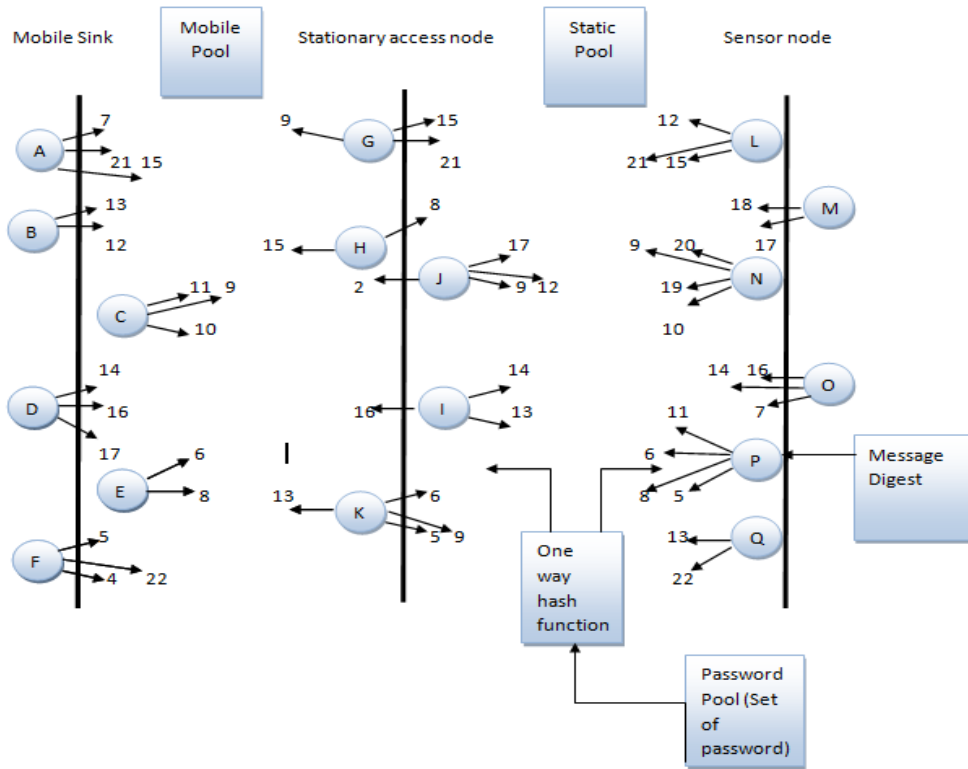 Mobile Sink
Mobile
Pool
Stationary access node
Static
Pool
Sensor node
7
A
21 15
13
B
12
11 9
C
10
14
D
16
17
6
E
8
5
F
4 22
9
15
G
21
8
15
H
17
2
J
9 12
14
16
I
13
13
6
K
5 9
12
L
21 15
18
M
9 20 17
N
19
10
14 16
O
7
11
6
P
8 5
13
Q
22
Message
Digest
One
way
hash
function
Password
Pool (Set
of
password)